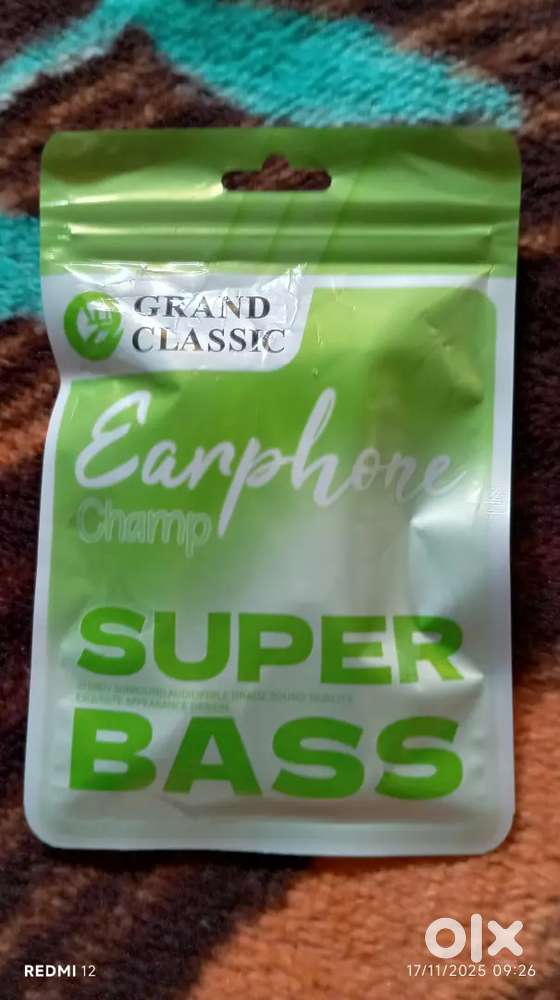 GRAND
CLASSIC
Earphone
Champ
SUPER
BASS
olx
REDMI 12
17/11/2025 09:26